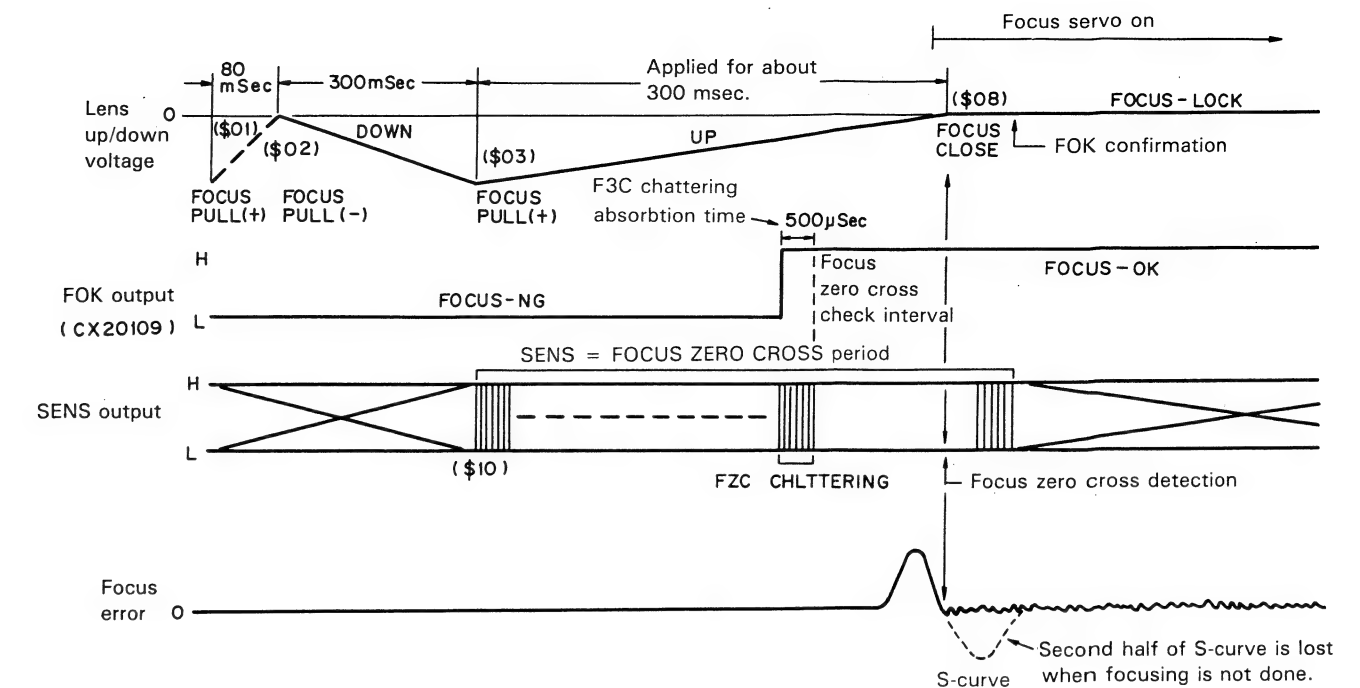 Focus servo on
80
mSec
300mSec
Applied for about
300 msec.
Lens
up/down
voltage
0
($01)
($02)
DOWN
($03)
UP
($08)
FOCUS-LOCK
FOCUS
CLOSE
FOK confirmation
FOCUS
PULL(+)
FOCUS
PULL(-)
FOCUS
PULL(+)
F3C chattering
absorbtion time
500μSec
H
FOK output
(CX20109)
L
FOCUS-NG
Focus
zero cross
check interval
FOCUS-OK
SENS = FOCUS ZERO CROSS period
H
SENS output
L
($10)
FZC CHLTTERING
Focus zero cross detection
Focus
error
0
Second half of S-curve is lost
when focusing is not done.
S-curve